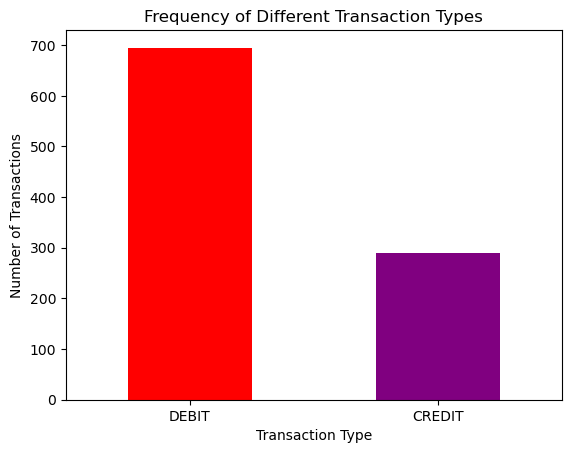 Frequency of Different Transaction Types
700
600
500
400
300
200
100
0
Number of Transactions
DEBIT
CREDIT
Transaction Type